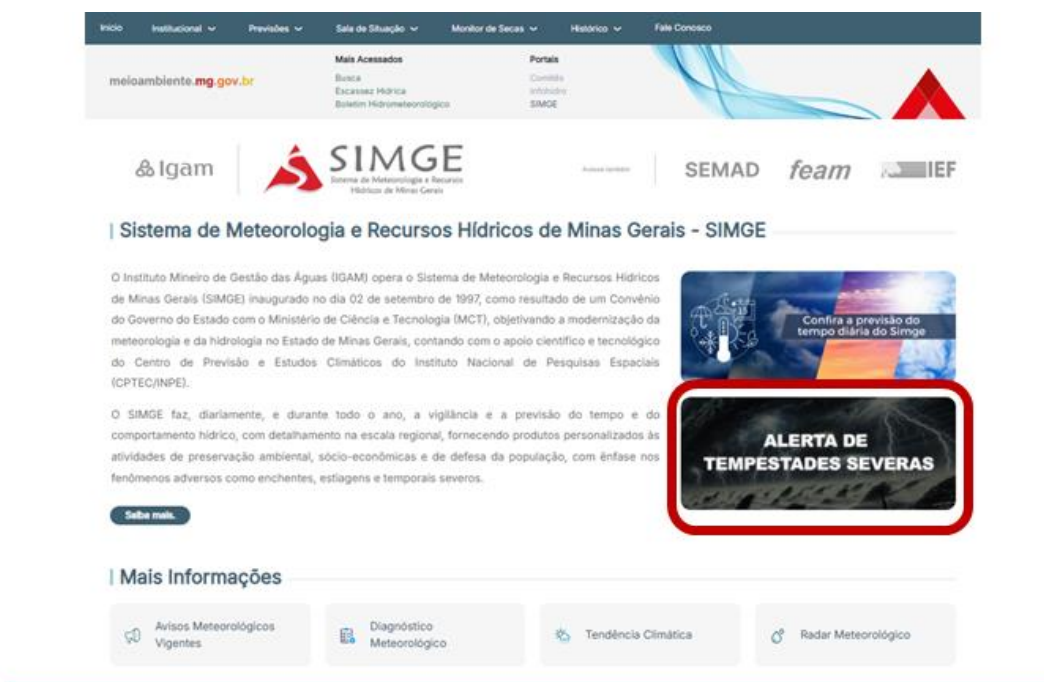 Início Institucional Previsões Sala de Situação Monitor de Secas Histórico Fale Conosco
meioambiente.mg.gov.br
Mais Acessados
Busca
Escassez Hídrica
Boletim Hidrometeorológico
Portais
Comitês
Infohidro
SIMGE
Igam
SIMGE
Sistema de Meteorologia e Recursos
Hídricos de Minas Gerais
Acesse também
SEMAD feam IEF
Sistema de Meteorologia e Recursos Hídricos de Minas Gerais - SIMGE
O Instituto Mineiro de Gestão das Águas (IGAM) opera o Sistema de Meteorologia e Recursos Hídricos
de Minas Gerais (SIMGE) inaugurado no dia 02 de setembro de 1997, como resultado de um Convênio
do Governo do Estado com o Ministério de Ciência e Tecnologia (MCT), objetivando a modernização da
meteorologia e da hidrologia no Estado de Minas Gerais, contando com o apoio científico e tecnológico
do Centro de Previsão e Estudos Climáticos do Instituto Nacional de Pesquisas Espaciais
(CPTEC/INPE).
O SIMGE faz, diariamente, e durante todo o ano, a vigilância e a previsão do tempo e do
comportamento hídrico, com detalhamento na escala regional, fornecendo produtos personalizados às
atividades de preservação ambiental, sócio-econômicas e de defesa da população, com ênfase nos
fenômenos adversos como enchentes, estiagens e temporais severos.
Saiba mais.
Confira a previsão do
tempo diária do Simge
ALERTA DE
TEMPESTADES SEVERAS
Mais Informações
Avisos Meteorológicos
Vigentes
Diagnóstico
Meteorológico
Tendência Climática
Radar Meteorológico